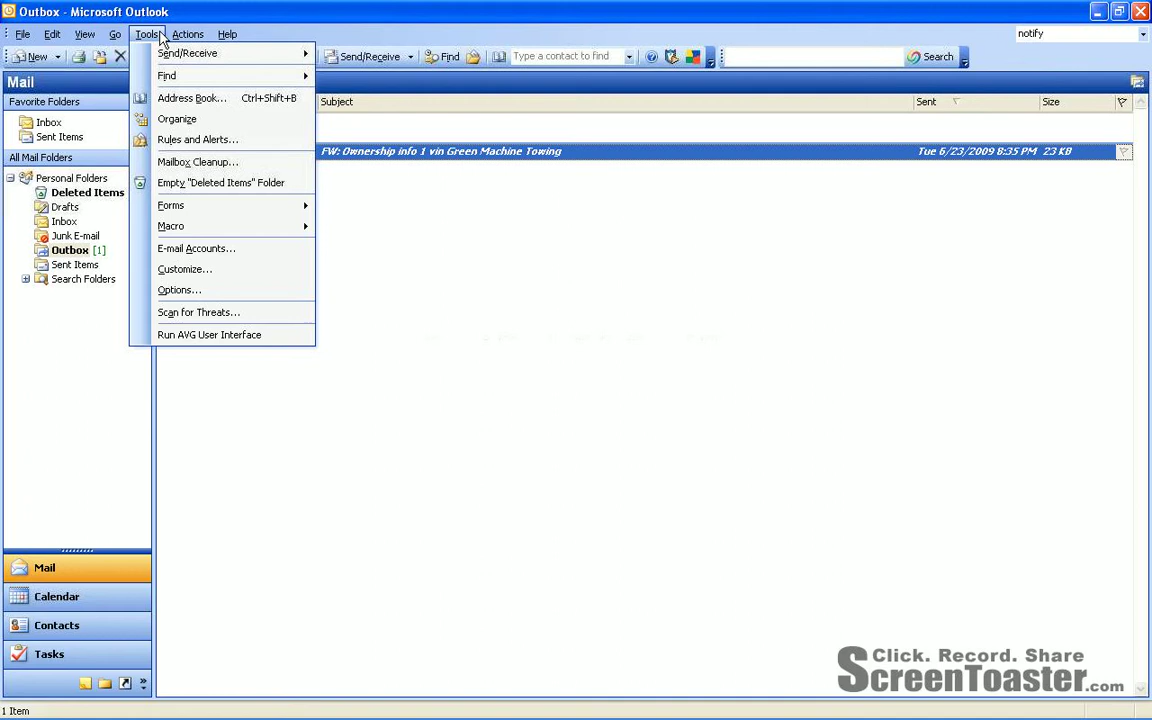 Outbox - Microsoft Outlook
File Edit View Go Tools Actions Help
notify
New
Send/Receive Find Type a contact to find Search
Mail
Favorite Folders
Inbox
Sent Items
All Mail Folders
Personal Folders
Deleted Items
Drafts
Inbox
Junk E-mail
Outbox [1]
Sent Items
Search Folders
Send/Receive
Find
Address Book... Ctrl+Shift+B
Organize
Rules and Alerts...
Mailbox Cleanup...
Empty "Deleted Items" Folder
Forms
Macro
E-mail Accounts...
Customize...
Options...
Scan for Threats...
Run AVG User Interface
Subject Sent Size
FW: Ownership info 1 vin Green Machine Towing Tue 6/23/2009 8:35 PM 23 KB
Mail
Calendar
Contacts
Tasks
1 Item
Click. Record. Share
ScreenToaster.com